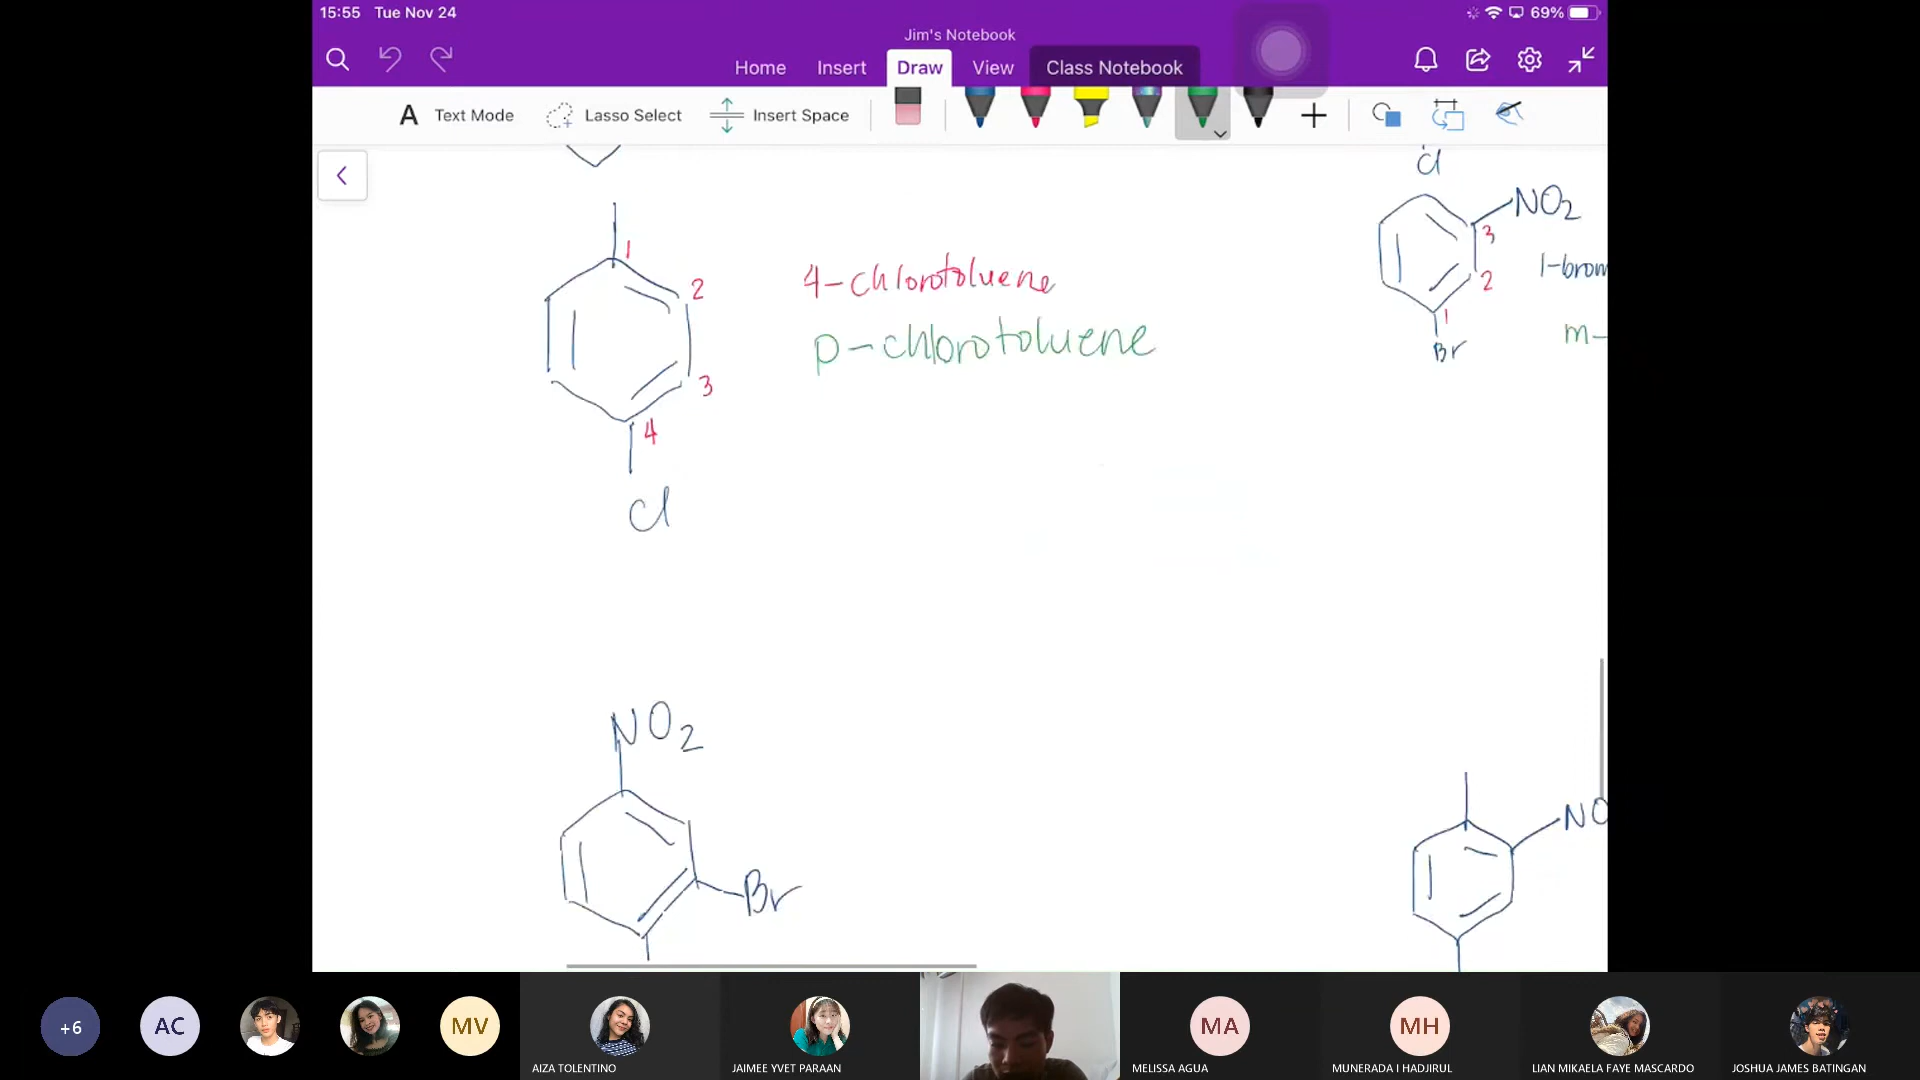 15:55 Tue Nov 24
69%
Jim's Notebook
Home Insert Draw View Class Notebook
A Text Mode Lasso Select Insert Space
Cl
NO2
3
2
1
Br
1-brom
m-
1
2
3
4
Cl
4-chlorotoluene
p-chlorotoluene
NO2
Br
NO
+6
AC
MV
MA
MH
AIZA TOLENTINO
JAIMEE YVET PARAAN
MELISSA AGUA
MUNERADA I HADJIRUL
LIAN MIKAELA FAYE MASCARDO
JOSHUA JAMES BATINGAN